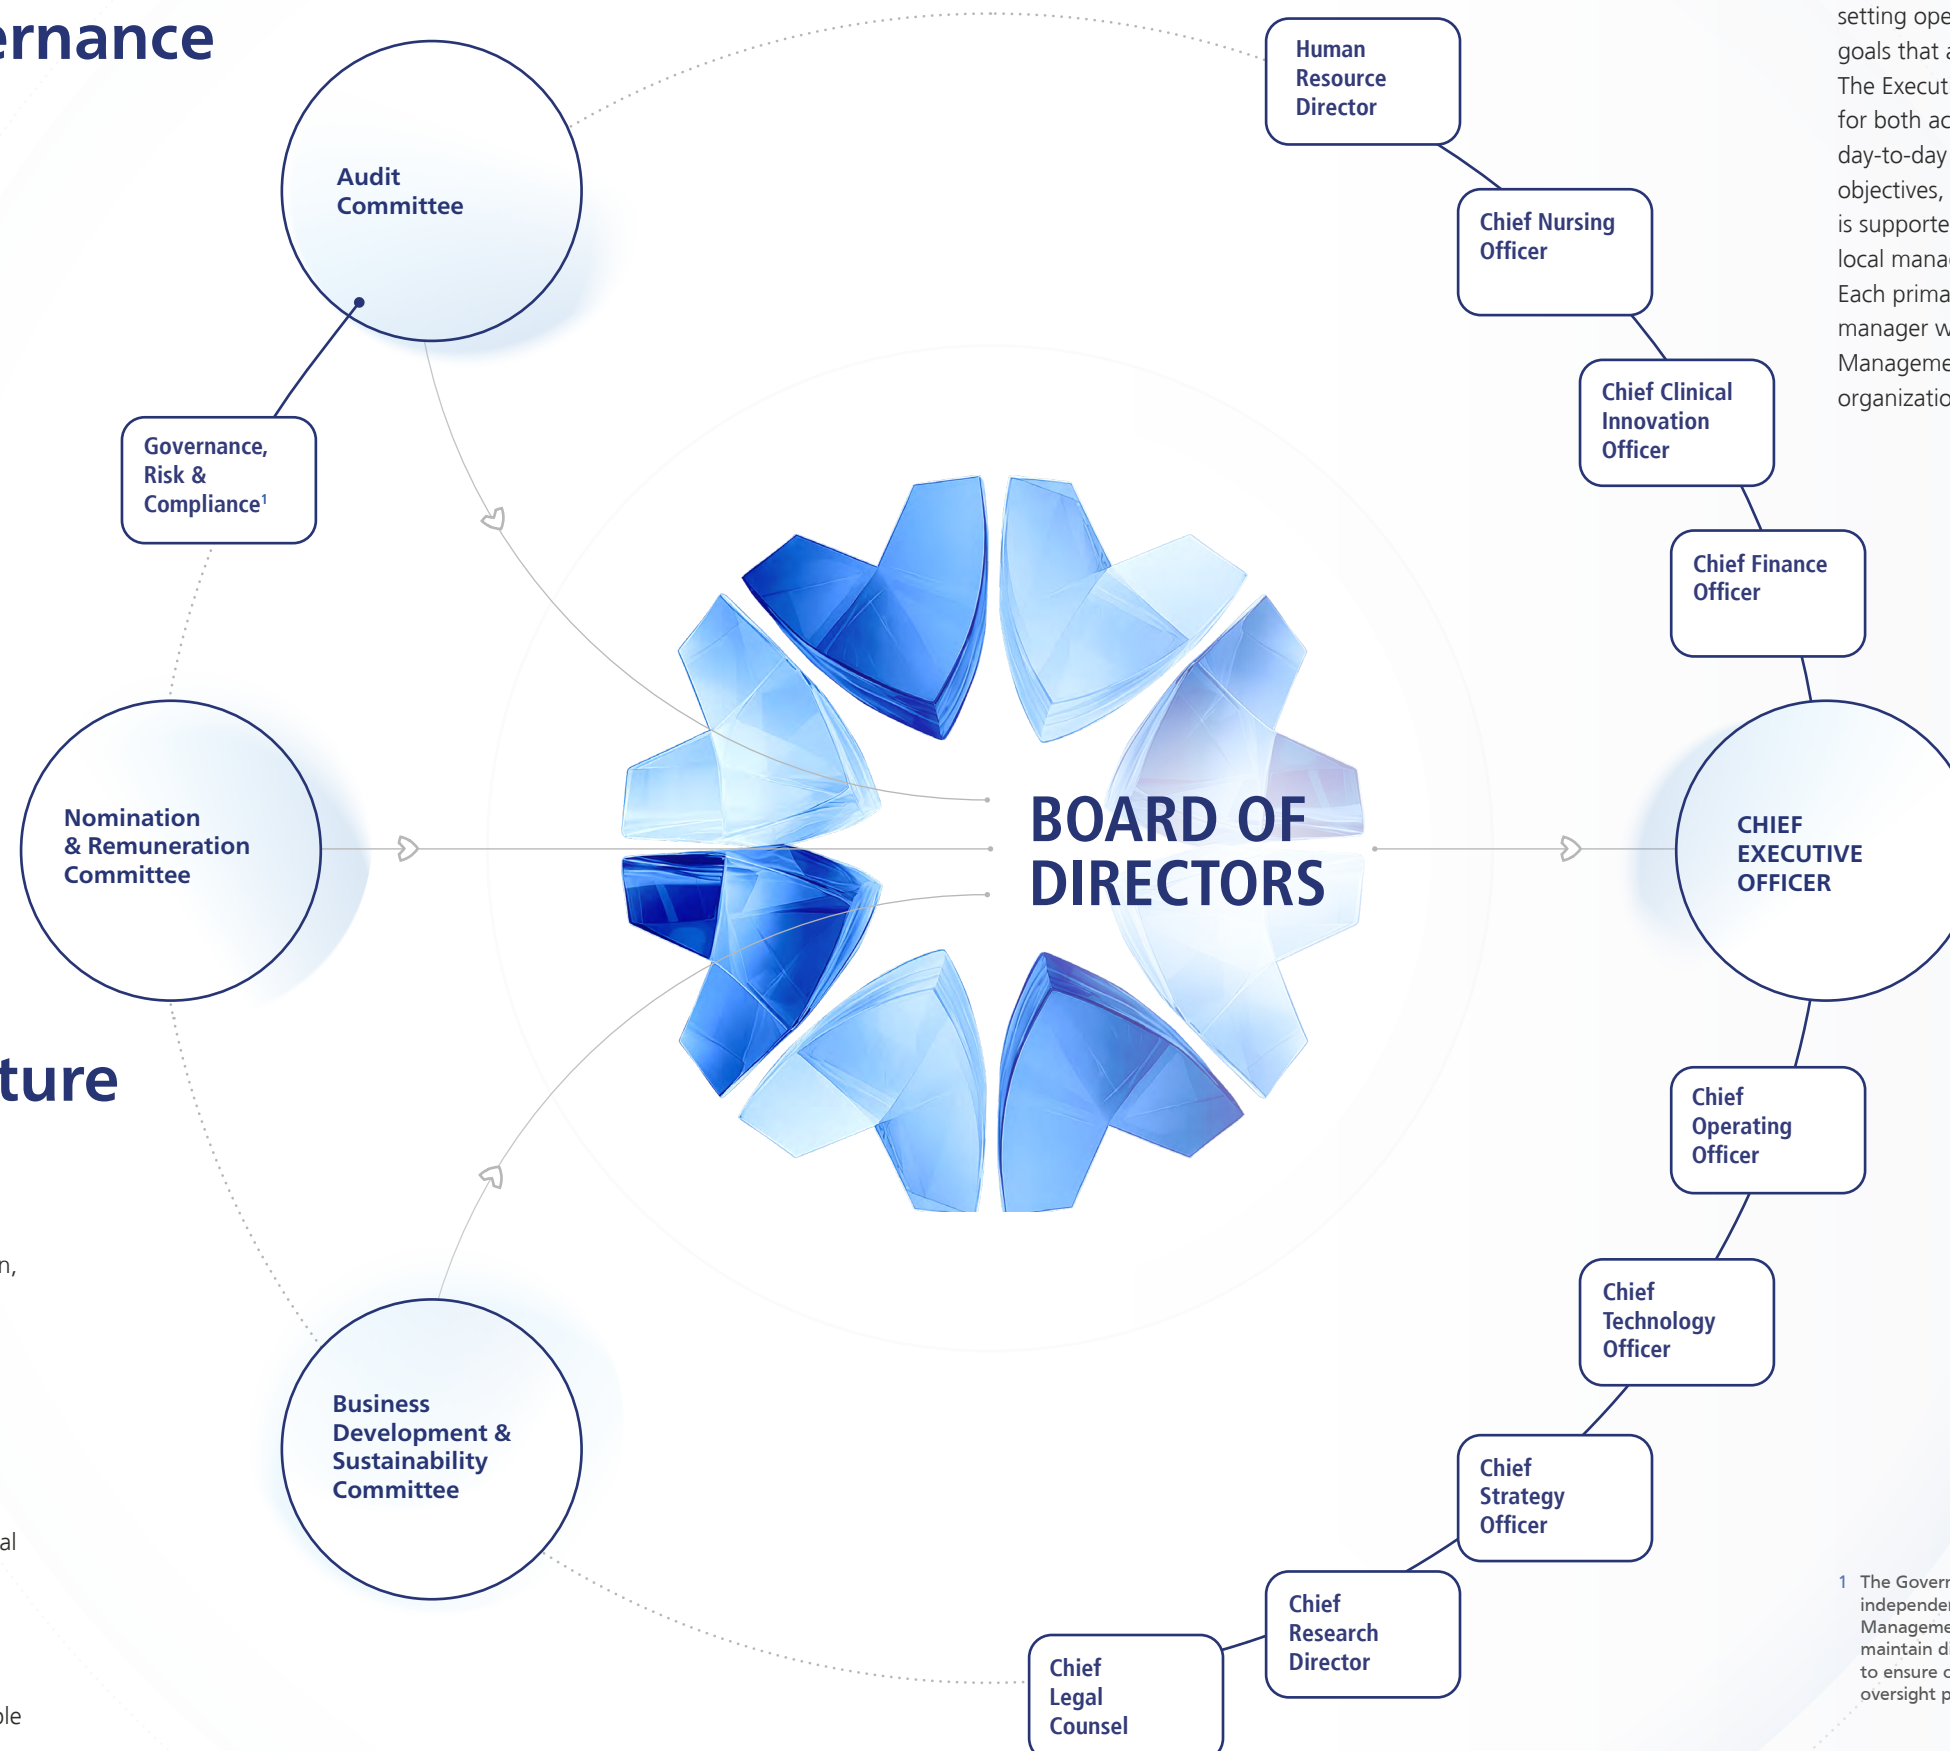 ernance
Audit
Committee
Governance,
Risk &
Compliance¹
Nomination
& Remuneration
Committee
ture
n,
al
ble
Business
Development &
Sustainability
Committee
BOARD OF
DIRECTORS
Human
Resource
Director
Chief Nursing
Officer
Chief Clinical
Innovation
Officer
Chief Finance
Officer
CHIEF
EXECUTIVE
OFFICER
Chief
Operating
Officer
Chief
Technology
Officer
Chief
Strategy
Officer
Chief
Research
Director
Chief
Legal
Counsel
setting ope
goals that a
The Execut
for both ac
day-to-day
objectives,
is supporte
local mana
Each prima
manager w
Manageme
organizatio
1 The Govern
independen
Manageme
maintain di
to ensure o
oversight p